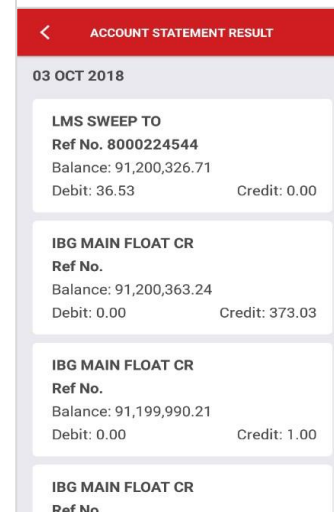 ACCOUNT STATEMENT RESULT
03 OCT 2018
LMS SWEEP TO
Ref No. 8000224544
Balance: 91,200,326.71
Debit: 36.53 Credit: 0.00
IBG MAIN FLOAT CR
Ref No.
Balance: 91,200,363.24
Debit: 0.00 Credit: 373.03
IBG MAIN FLOAT CR
Ref No.
Balance: 91,199,990.21
Debit: 0.00 Credit: 1.00
IBG MAIN FLOAT CR
Ref No.